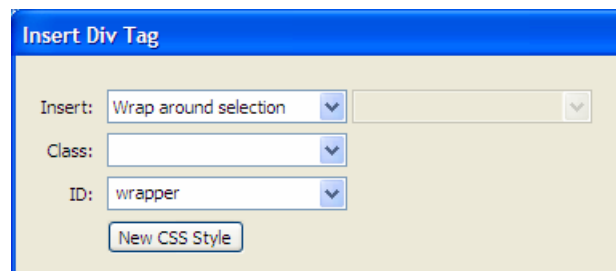 Insert Div Tag
Insert: Wrap around selection
Class:
ID: wrapper
New CSS Style